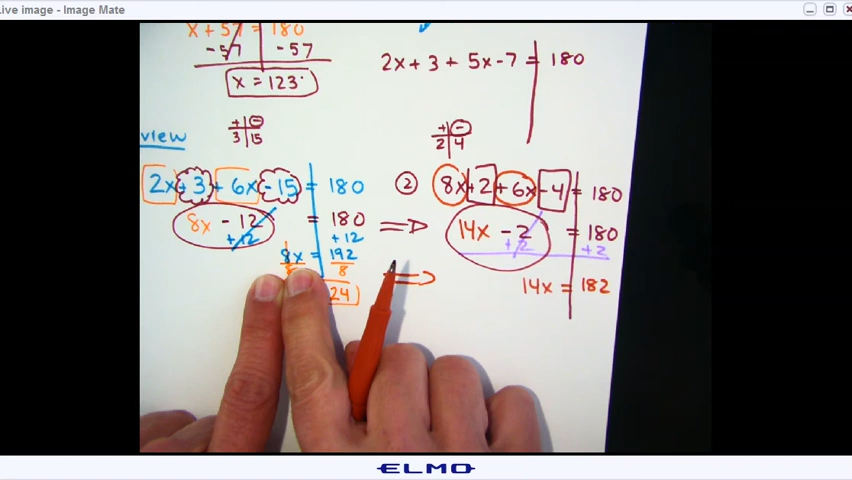 Live image - Image Mate
x + 57 = 180
-57 | -57
x = 123
2x + 3 + 5x - 7 = 180
+ | -
3 | 15
+ | -
2 | 4
view
2x + 3 + 6x - 15 = 180
② 8x + 2 + 6x - 4 = 180
8x - 12 = 180 ⇒
14x - 2 = 180
+12 +12
+2 +2
8x = 192
8 8
⇒
14x = 182
24
ELMO